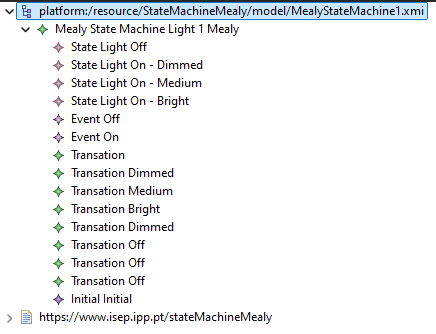 platform:/resource/StateMachineMealy/model/MealyStateMachine1.xmi
Mealy State Machine Light 1 Mealy
State Light Off
State Light On - Dimmed
State Light On - Medium
State Light On - Bright
Event Off
Event On
Transation
Transation Dimmed
Transation Medium
Transation Bright
Transation Dimmed
Transation Off
Transation Off
Transation Off
Initial Initial
https://www.isep.ipp.pt/stateMachineMealy